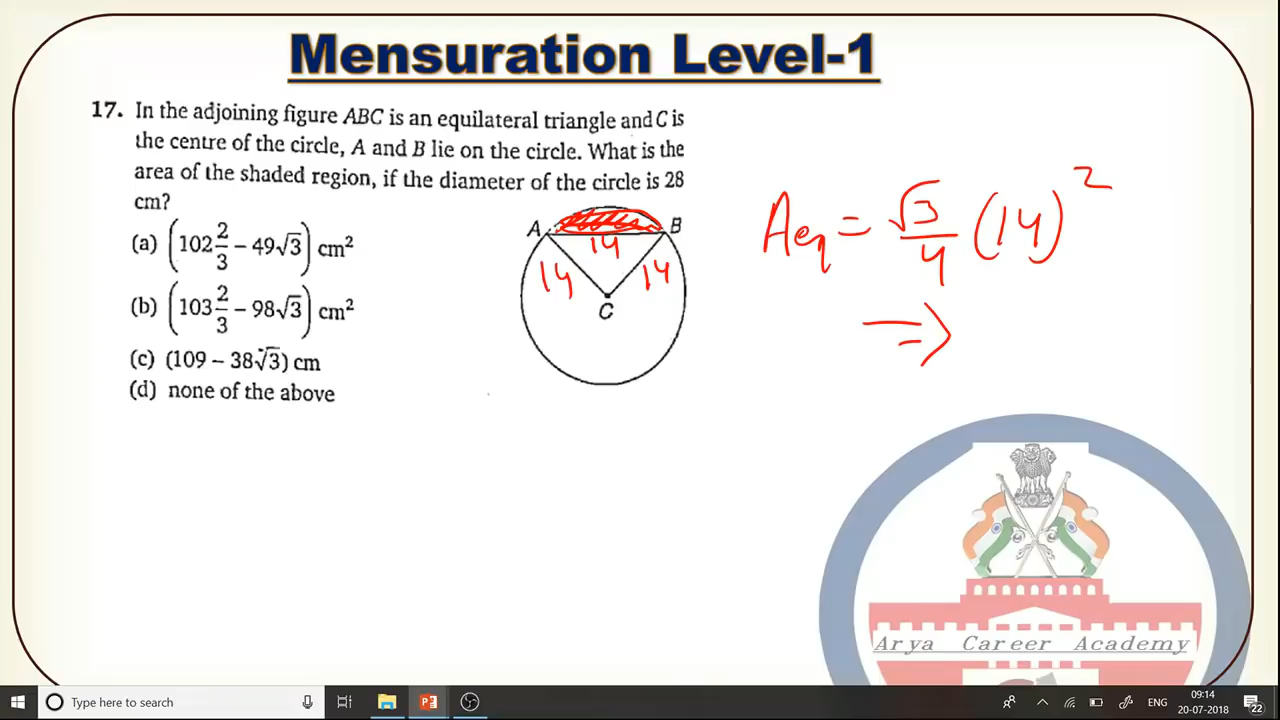 Mensuration Level-1
17. In the adjoining figure ABC is an equilateral triangle and C is
the centre of the circle, A and B lie on the circle. What is the
area of the shaded region, if the diameter of the circle is 28
cm?
(a) (102 2/3 − 49√3) cm²
(b) (103 2/3 − 98√3) cm²
(c) (109 − 38√3) cm
(d) none of the above
A
B
14
14
14
C
Aeq = √3/4 (14)²
⇒
Arya Career Academy
Type here to search
ENG
09:14
20-07-2018
22